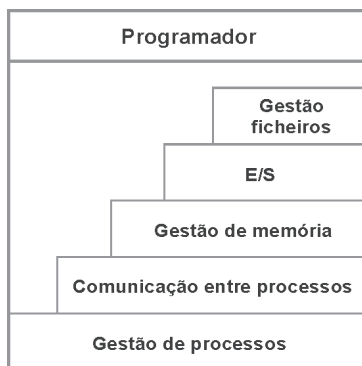 Programador
Gestão
ficheiros
E/S
Gestão de memória
Comunicação entre processos
Gestão de processos